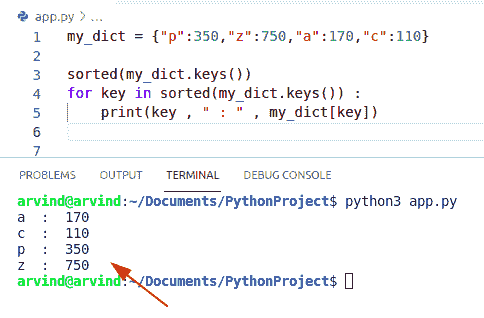 app.py > ...
1 my_dict = {"p":350,"z":750,"a":170,"c":110}
2
3 sorted(my_dict.keys())
4 for key in sorted(my_dict.keys()) :
5     print(key , " : " , my_dict[key])
6
7
PROBLEMS OUTPUT TERMINAL DEBUG CONSOLE
arvind@arvind:~/Documents/PythonProject$ python3 app.py
a  :  170
c  :  110
p  :  350
z  :  750
arvind@arvind:~/Documents/PythonProject$